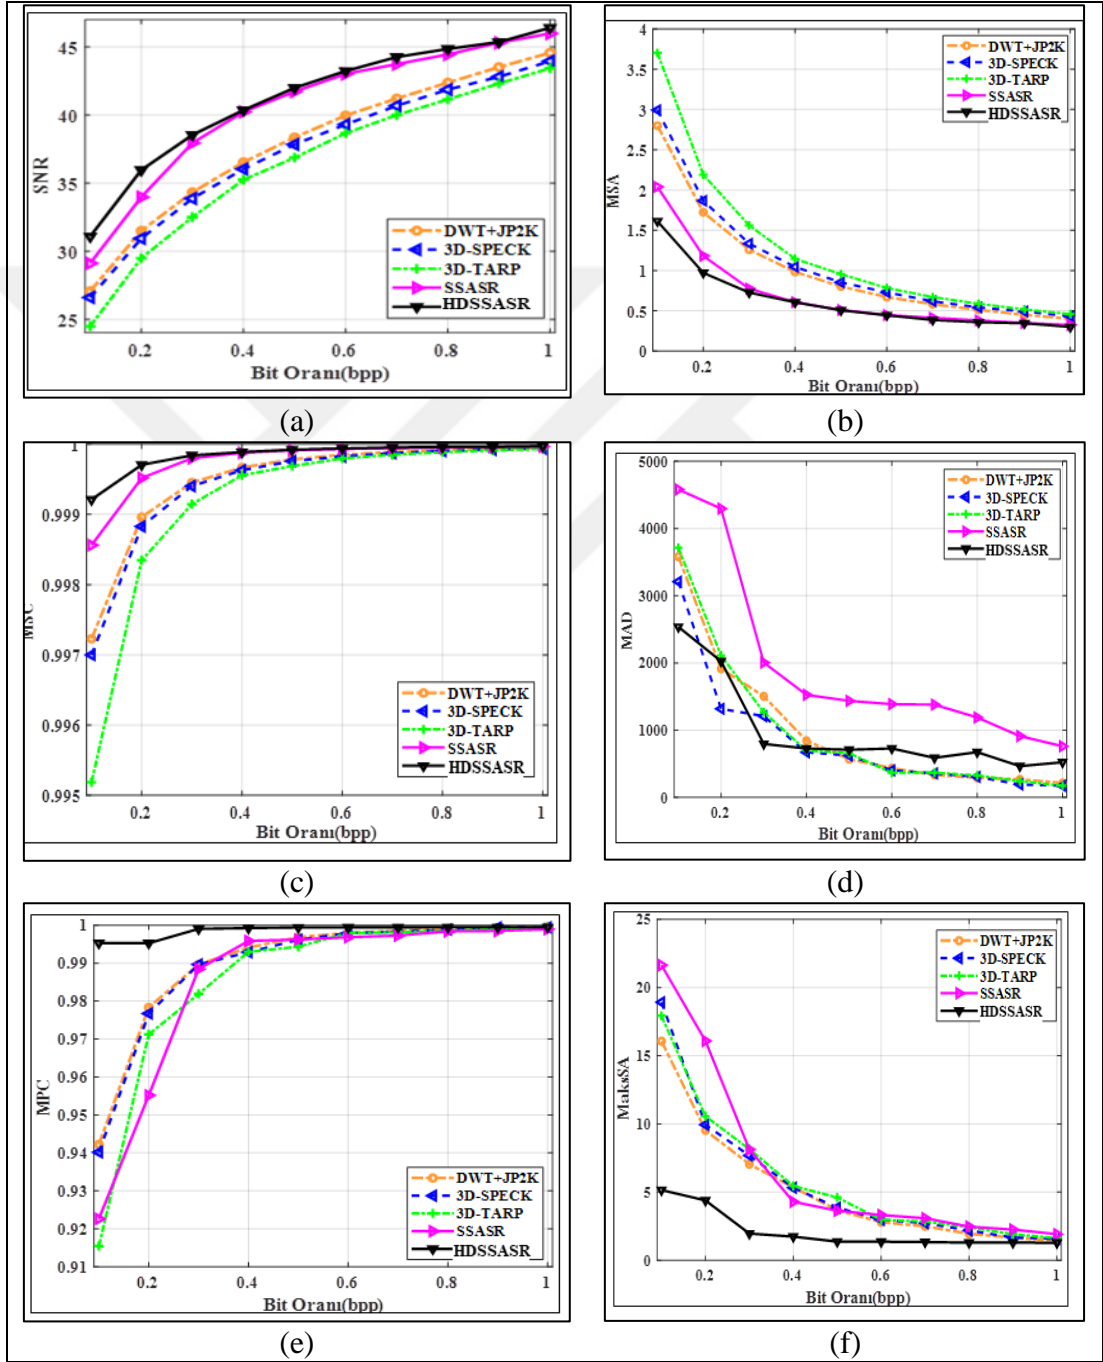 45
40
35
30
25
SNR
DWT+JP2K
3D-SPECK
3D-TARP
SSASR
HDSSASR
0.2 0.4 0.6 0.8 1
Bit Oranı(bpp)
(a)
4
3.5
3
2.5
2
1.5
1
0.5
0
MSA
DWT+JP2K
3D-SPECK
3D-TARP
SSASR
HDSSASR
0.2 0.4 0.6 0.8 1
Bit Oranı(bpp)
(b)
1
0.999
0.998
0.997
0.996
0.995
MSC
DWT+JP2K
3D-SPECK
3D-TARP
SSASR
HDSSASR
0.2 0.4 0.6 0.8 1
Bit Oranı(bpp)
(c)
5000
4000
3000
2000
1000
0
MAD
DWT+JP2K
3D-SPECK
3D-TARP
SSASR
HDSSASR
0.2 0.4 0.6 0.8 1
Bit Oranı(bpp)
(d)
1
0.99
0.98
0.97
0.96
0.95
0.94
0.93
0.92
0.91
MPC
DWT+JP2K
3D-SPECK
3D-TARP
SSASR
HDSSASR
0.2 0.4 0.6 0.8 1
Bit Oranı(bpp)
(e)
25
20
15
10
5
0
MaksSA
DWT+JP2K
3D-SPECK
3D-TARP
SSASR
HDSSASR
0.2 0.4 0.6 0.8 1
Bit Oranı(bpp)
(f)